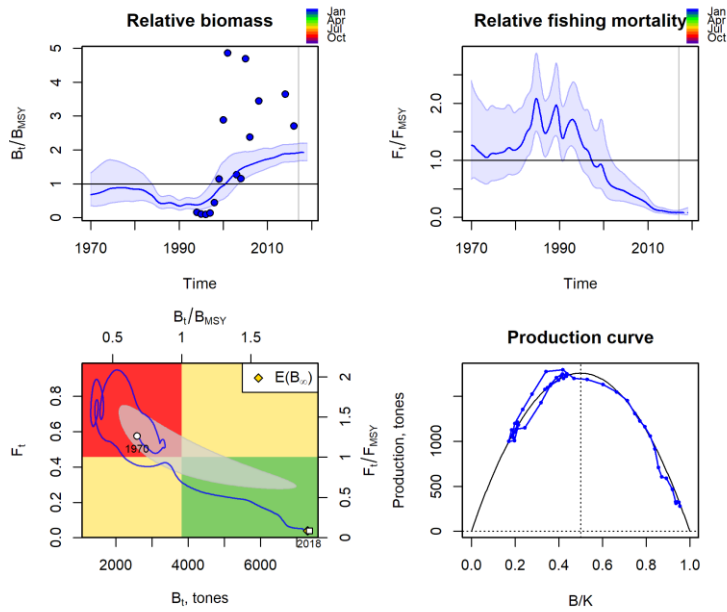 Relative biomass
Jan
Apr
Jul
Oct
Bt/BMSY
5
4
3
2
1
0
1970 1990 2010
Time
Relative fishing mortality
Jan
Apr
Jul
Oct
Ft/FMSY
2.0
1.0
0.0
1970 1990 2010
Time
Bt/BMSY
0.5 1 1.5
E(B∞)
1970
2018
Ft
0.8
0.6
0.4
0.2
0.0
Ft/FMSY
2
1.5
1
0.5
0
2000 4000 6000
Bt, tones
Production curve
Production, tones
1000
500
0
0.0 0.2 0.4 0.6 0.8 1.0
B/K